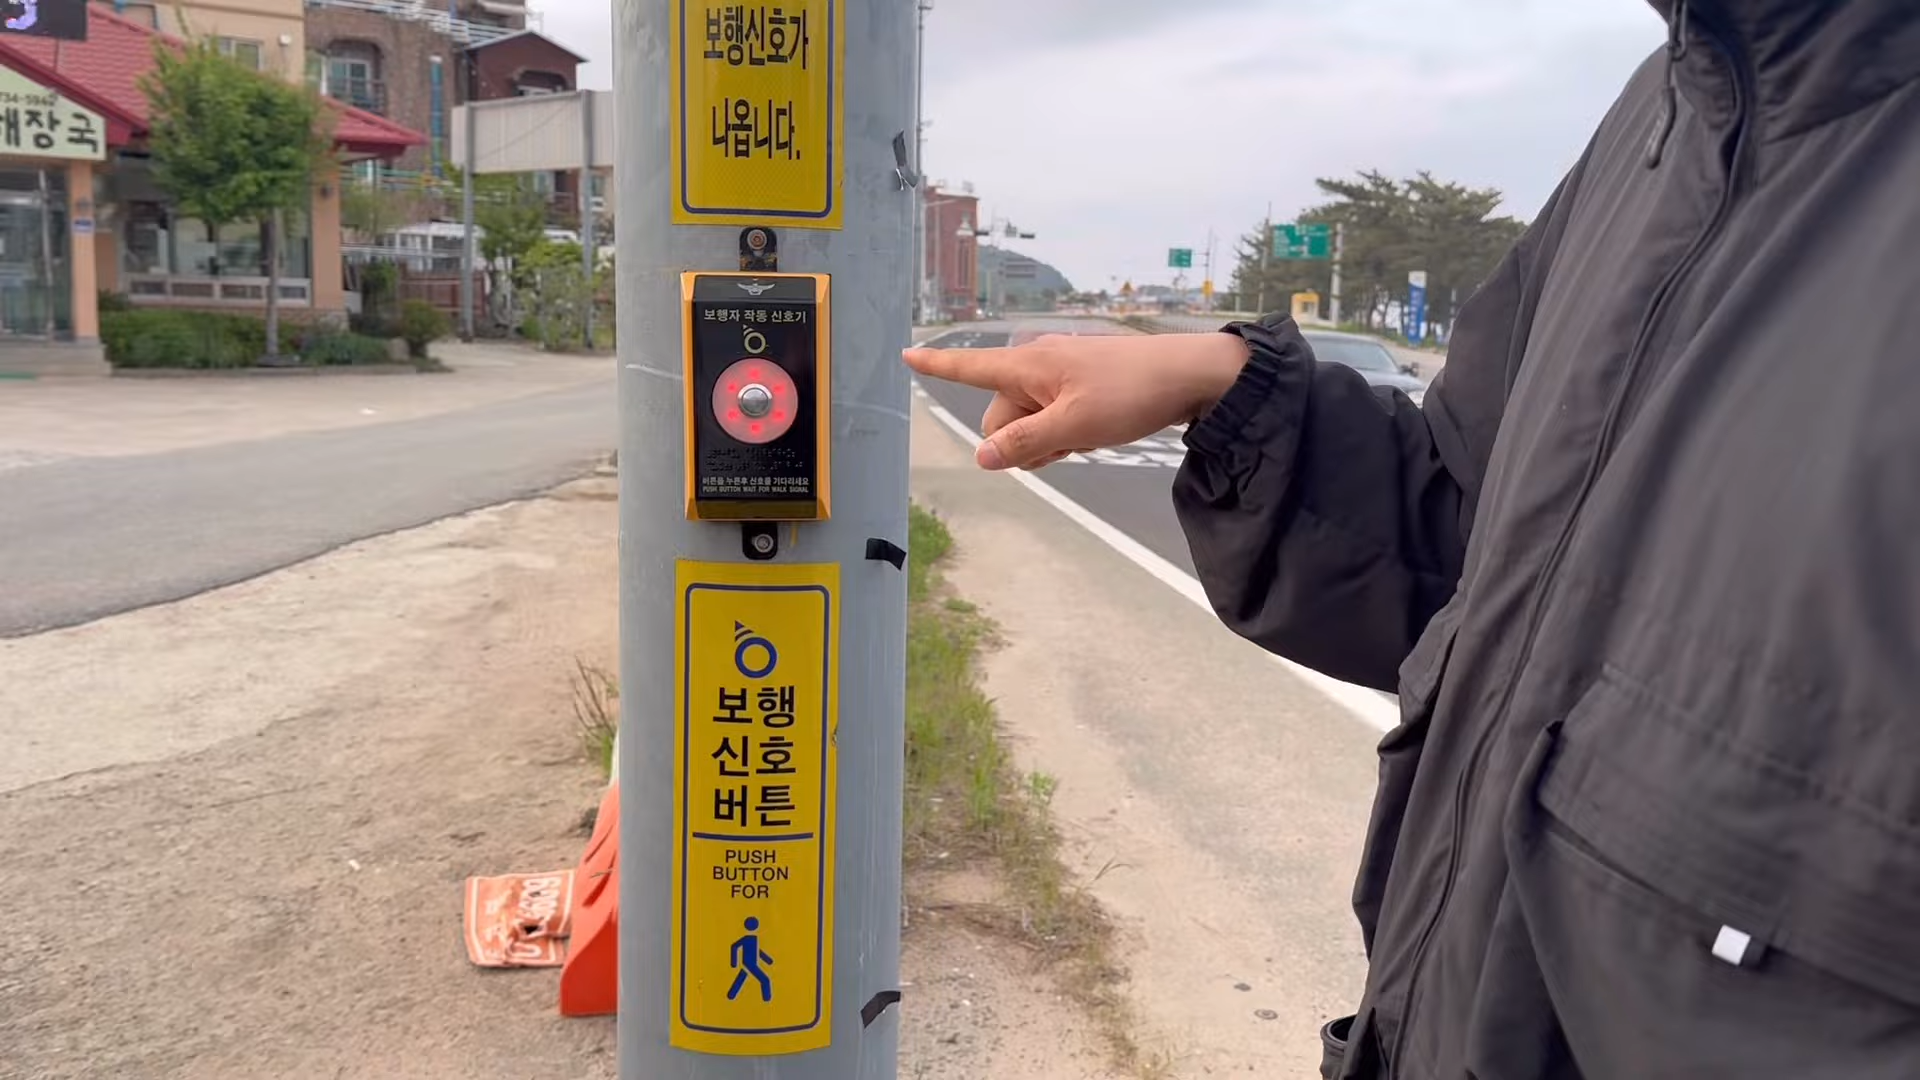 734-594
해장국
보행신호가
나옵니다.
보행자 작동 신호기
버튼을 누른후 신호를 기다리세요
PUSH BUTTON WAIT FOR WALK SIGNAL
보행
신호
버튼
PUSH
BUTTON
FOR